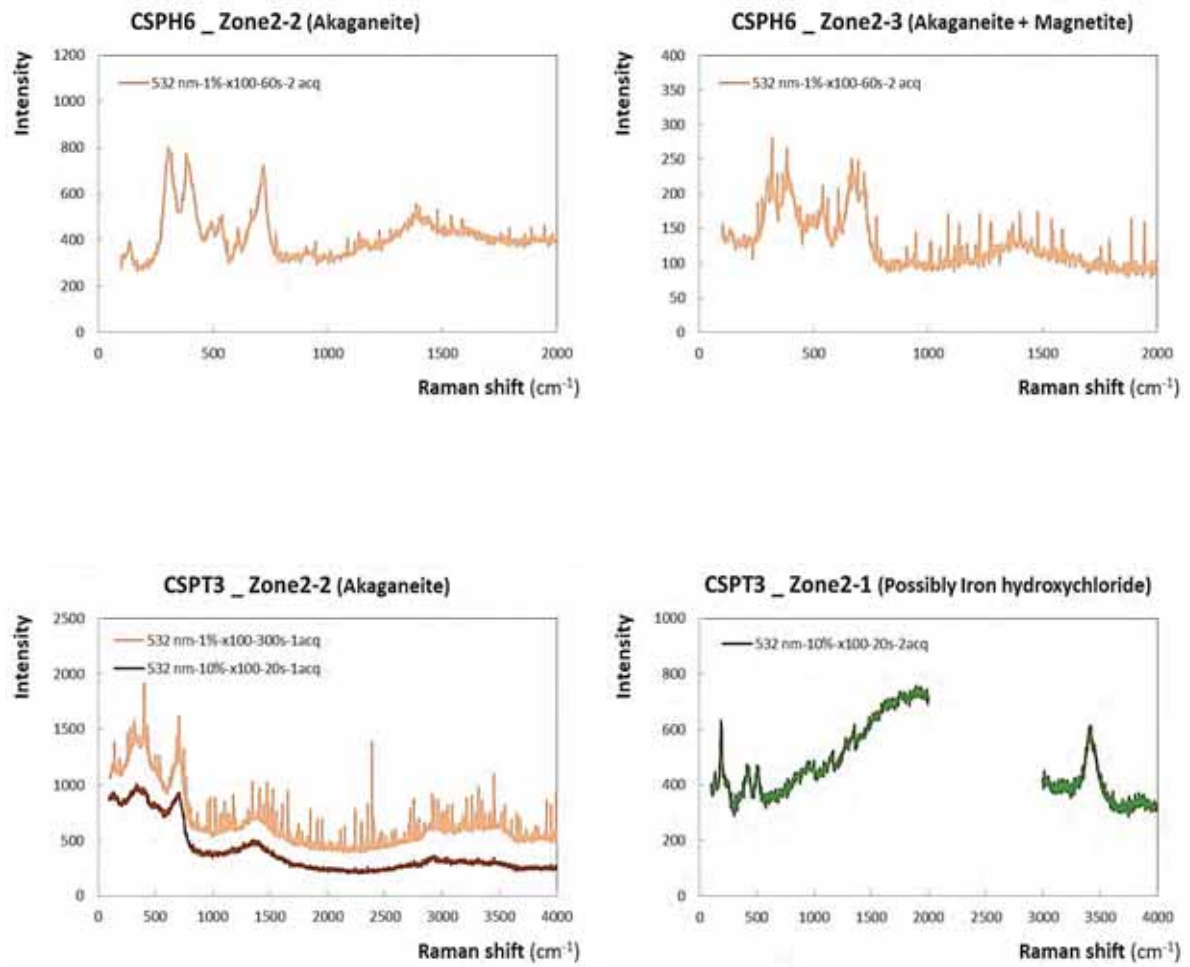 CSPH6 _ Zone2-2 (Akaganeite)
Intensity
1200
1000
800
600
400
200
0
532 nm-1%-x100-60s-2 acq
0 500 1000 1500 2000
Raman shift (cm-1)
CSPH6 _ Zone2-3 (Akaganeite + Magnetite)
Intensity
400
350
300
250
200
150
100
50
0
532 nm-1%-x100-60s-2 acq
0 500 1000 1500 2000
Raman shift (cm-1)
CSPT3 _ Zone2-2 (Akaganeite)
Intensity
2500
2000
1500
1000
500
0
532 nm-1%-x100-300s-1acq
532 nm-10%-x100-20s-1acq
0 500 1000 1500 2000 2500 3000 3500 4000
Raman shift (cm-1)
CSPT3 _ Zone2-1 (Possibly Iron hydroxychloride)
Intensity
1000
800
600
400
200
0
532 nm-10%-x100-20s-2acq
0 500 1000 1500 2000 3000 3500 4000
Raman shift (cm-1)